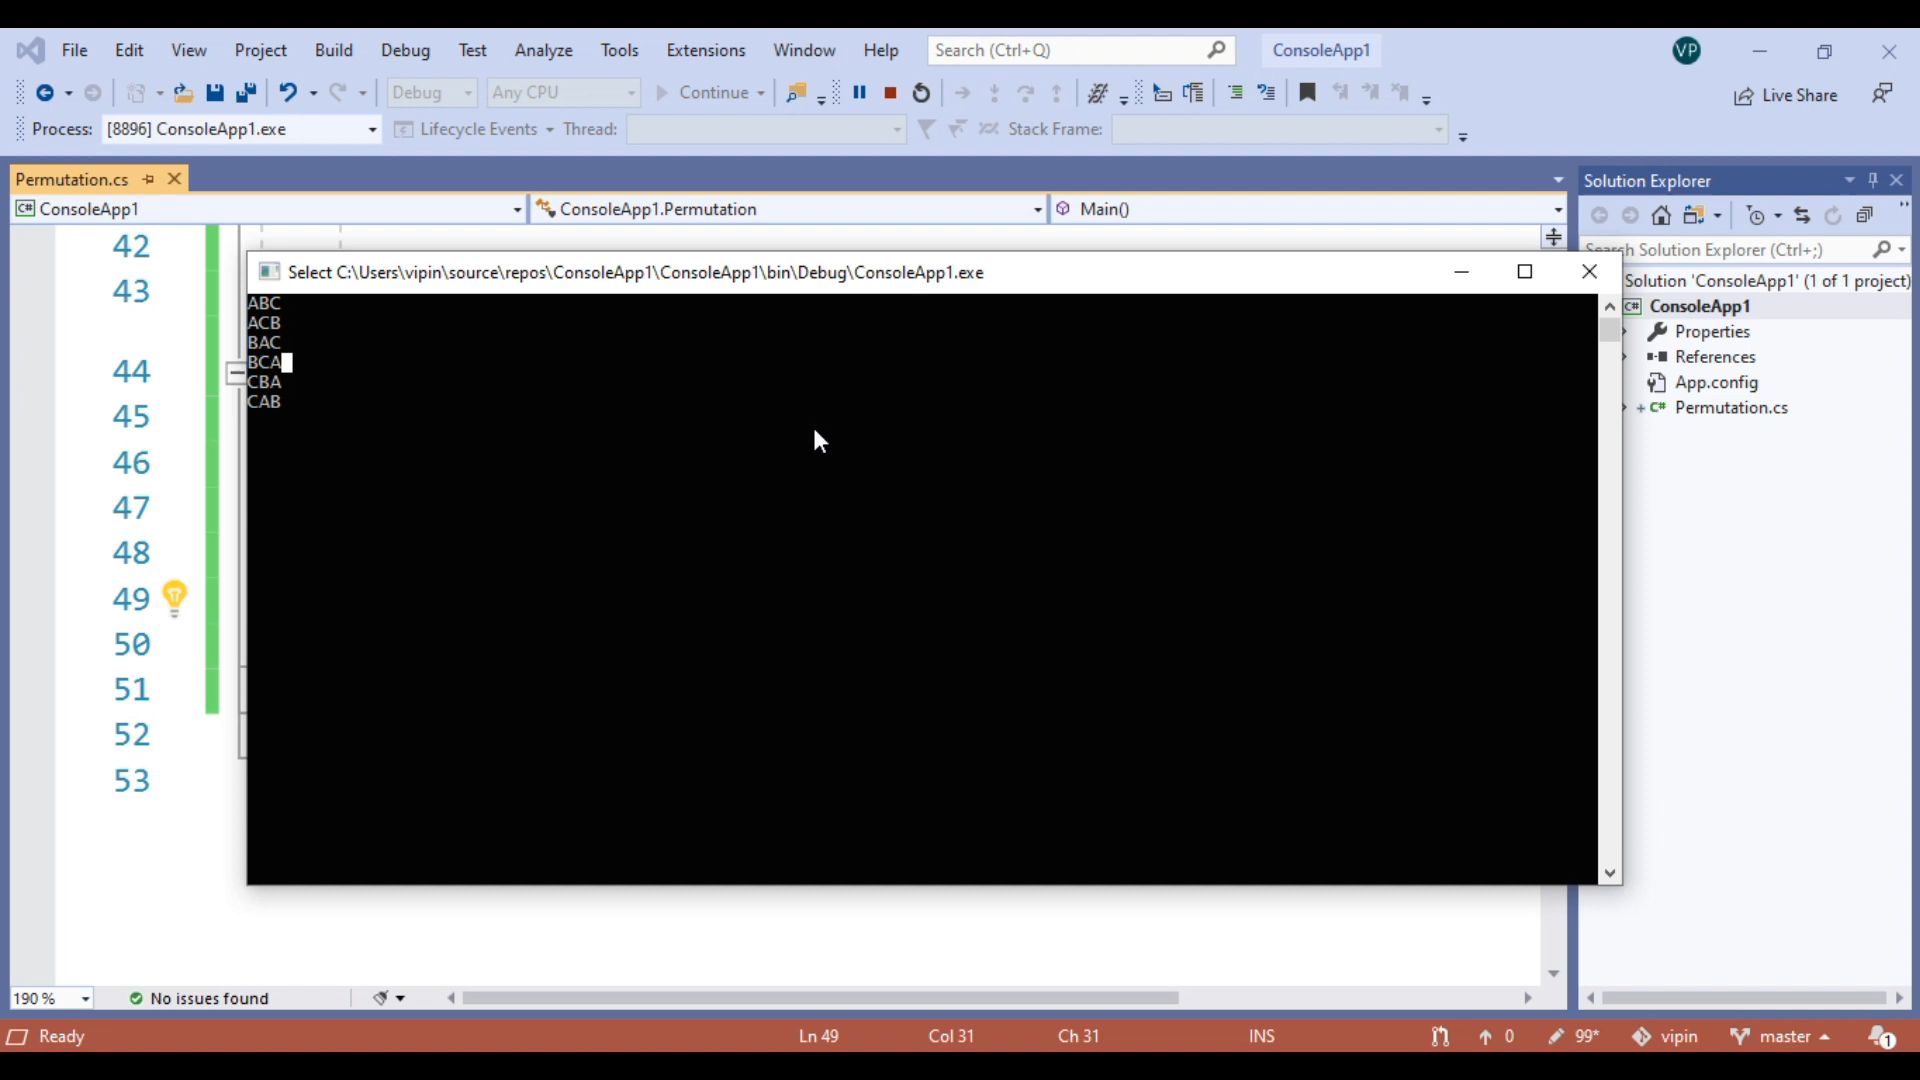 File Edit View Project Build Debug Test Analyze Tools Extensions Window Help Search (Ctrl+Q) ConsoleApp1 VP
Debug Any CPU Continue Live Share
Process: [8896] ConsoleApp1.exe Lifecycle Events Thread: Stack Frame:
Permutation.cs Solution Explorer
C# ConsoleApp1 ConsoleApp1.Permutation Main()
42
43
44
45
46
47
48
49
50
51
52
53
Select C:\Users\vipin\source\repos\ConsoleApp1\ConsoleApp1\bin\Debug\ConsoleApp1.exe
ABC
ACB
BAC
BCA
CBA
CAB
Search Solution Explorer (Ctrl+;)
Solution 'ConsoleApp1' (1 of 1 project)
C# ConsoleApp1
Properties
References
App.config
+ C# Permutation.cs
190 % No issues found
Ready Ln 49 Col 31 Ch 31 INS 0 99* vipin master 1